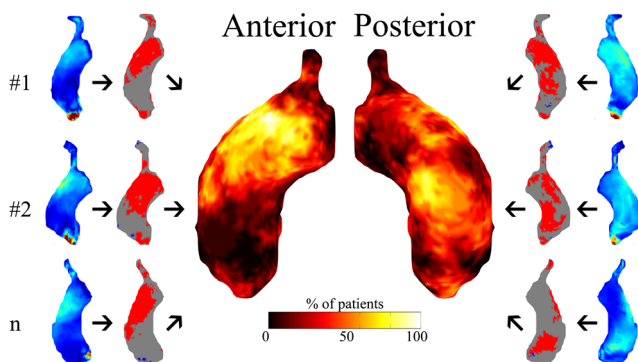 Anterior Posterior
#1
#2
n
% of patients
0 50 100